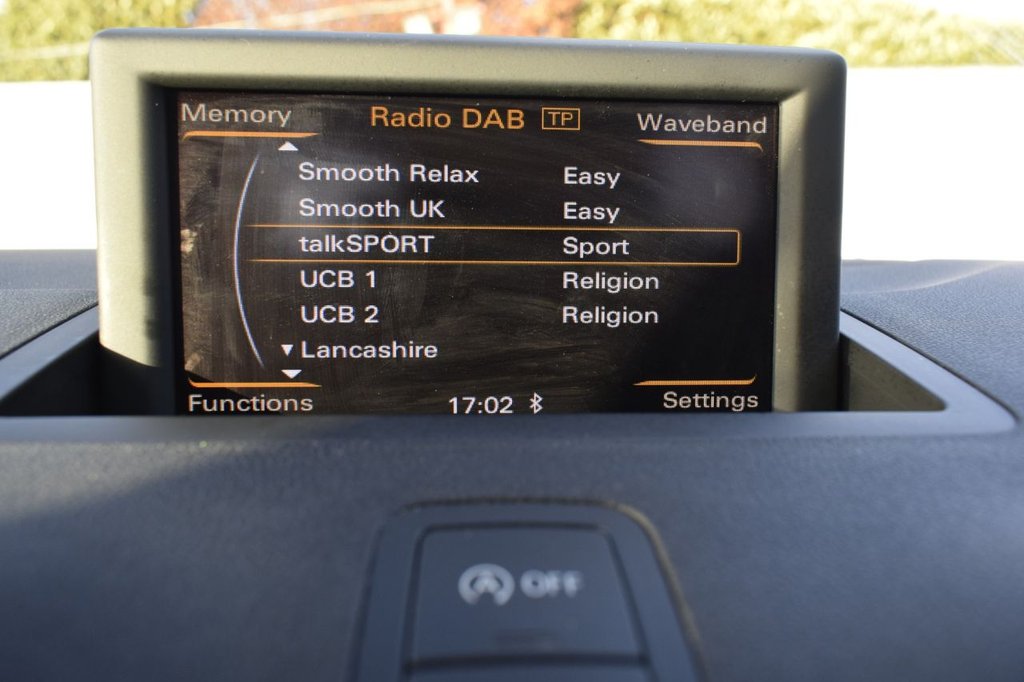 Memory Radio DAB TP Waveband
Smooth Relax Easy
Smooth UK Easy
talkSPORT Sport
UCB 1 Religion
UCB 2 Religion
Lancashire
Functions 17:02 Settings
A OFF